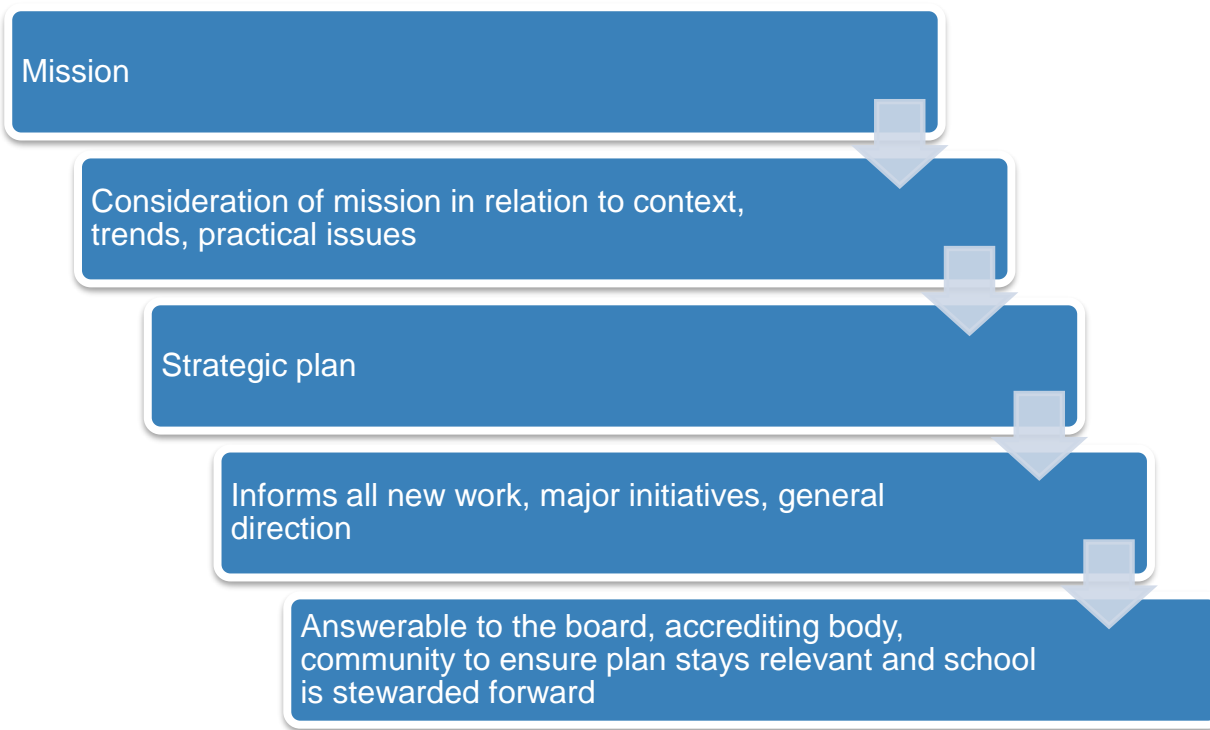 Mission
Consideration of mission in relation to context,
trends, practical issues
Strategic plan
Informs all new work, major initiatives, general
direction
Answerable to the board, accrediting body,
community to ensure plan stays relevant and school
is stewarded forward